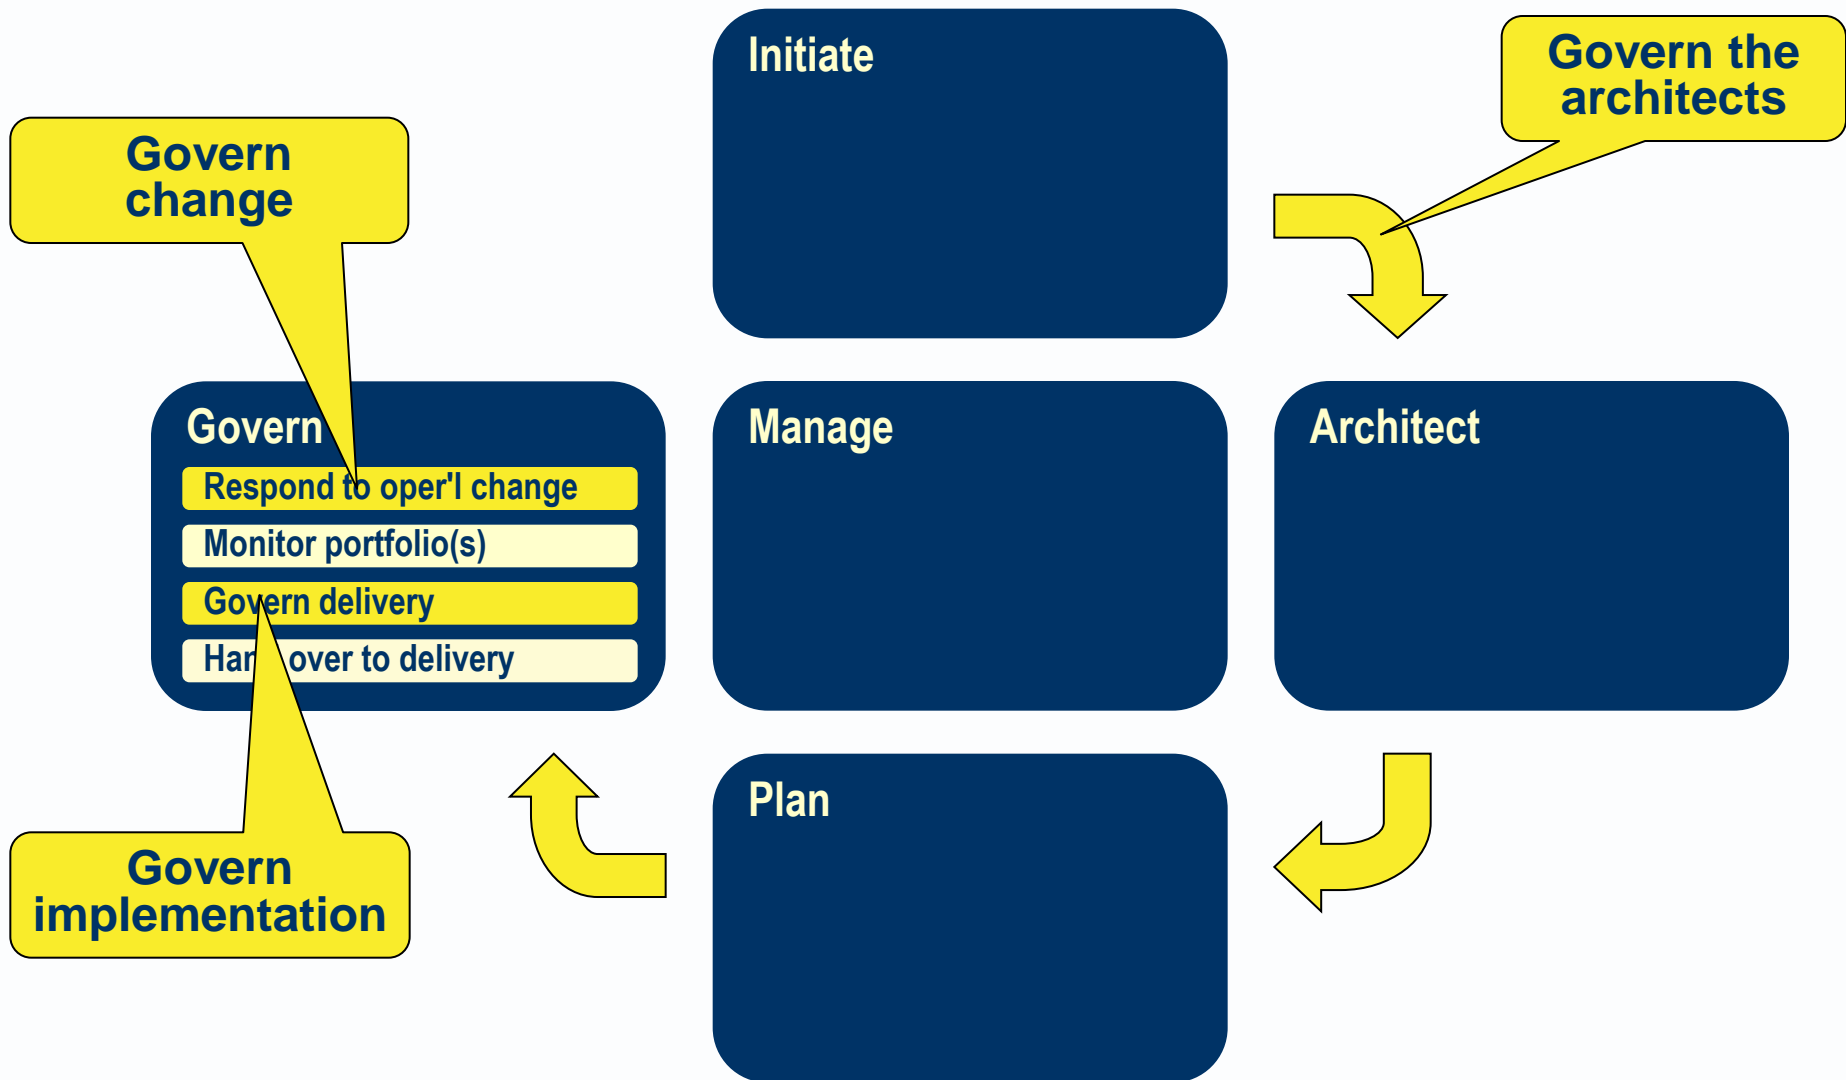 Initiate
Govern the
architects
Govern
change
Govern
Respond to oper'l change
Monitor portfolio(s)
Govern delivery
Hand over to delivery
Manage
Architect
Plan
Govern
implementation